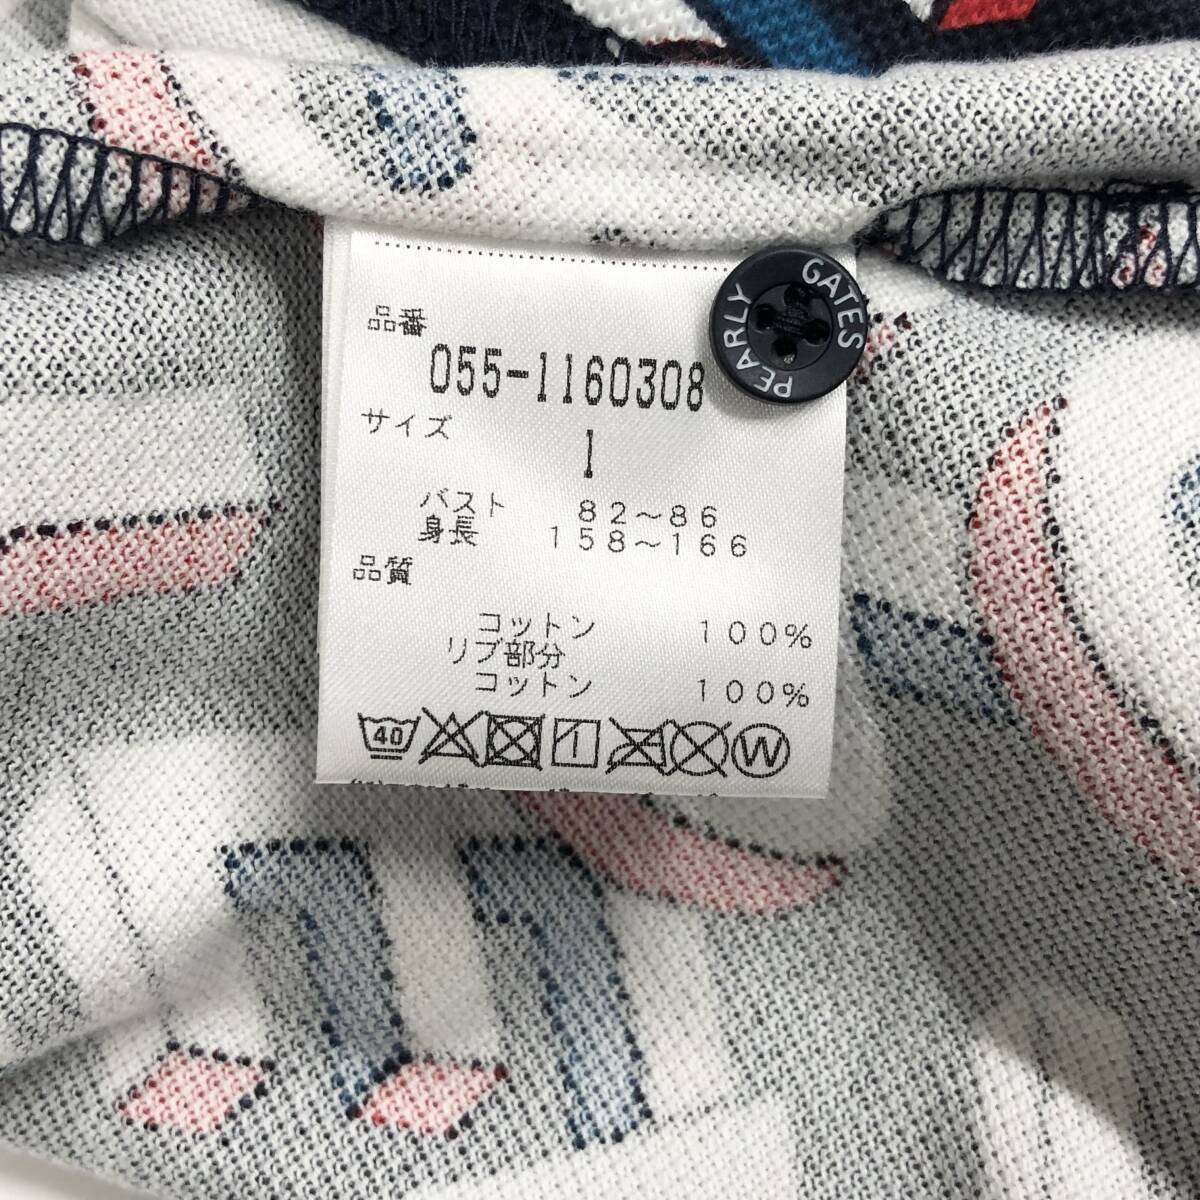 PEARLY GATES
品番
055-1160308
サイズ
1
バスト 82～86
身長 158～166
品質
コットン 100%
リブ部分
コットン 100%
40 W